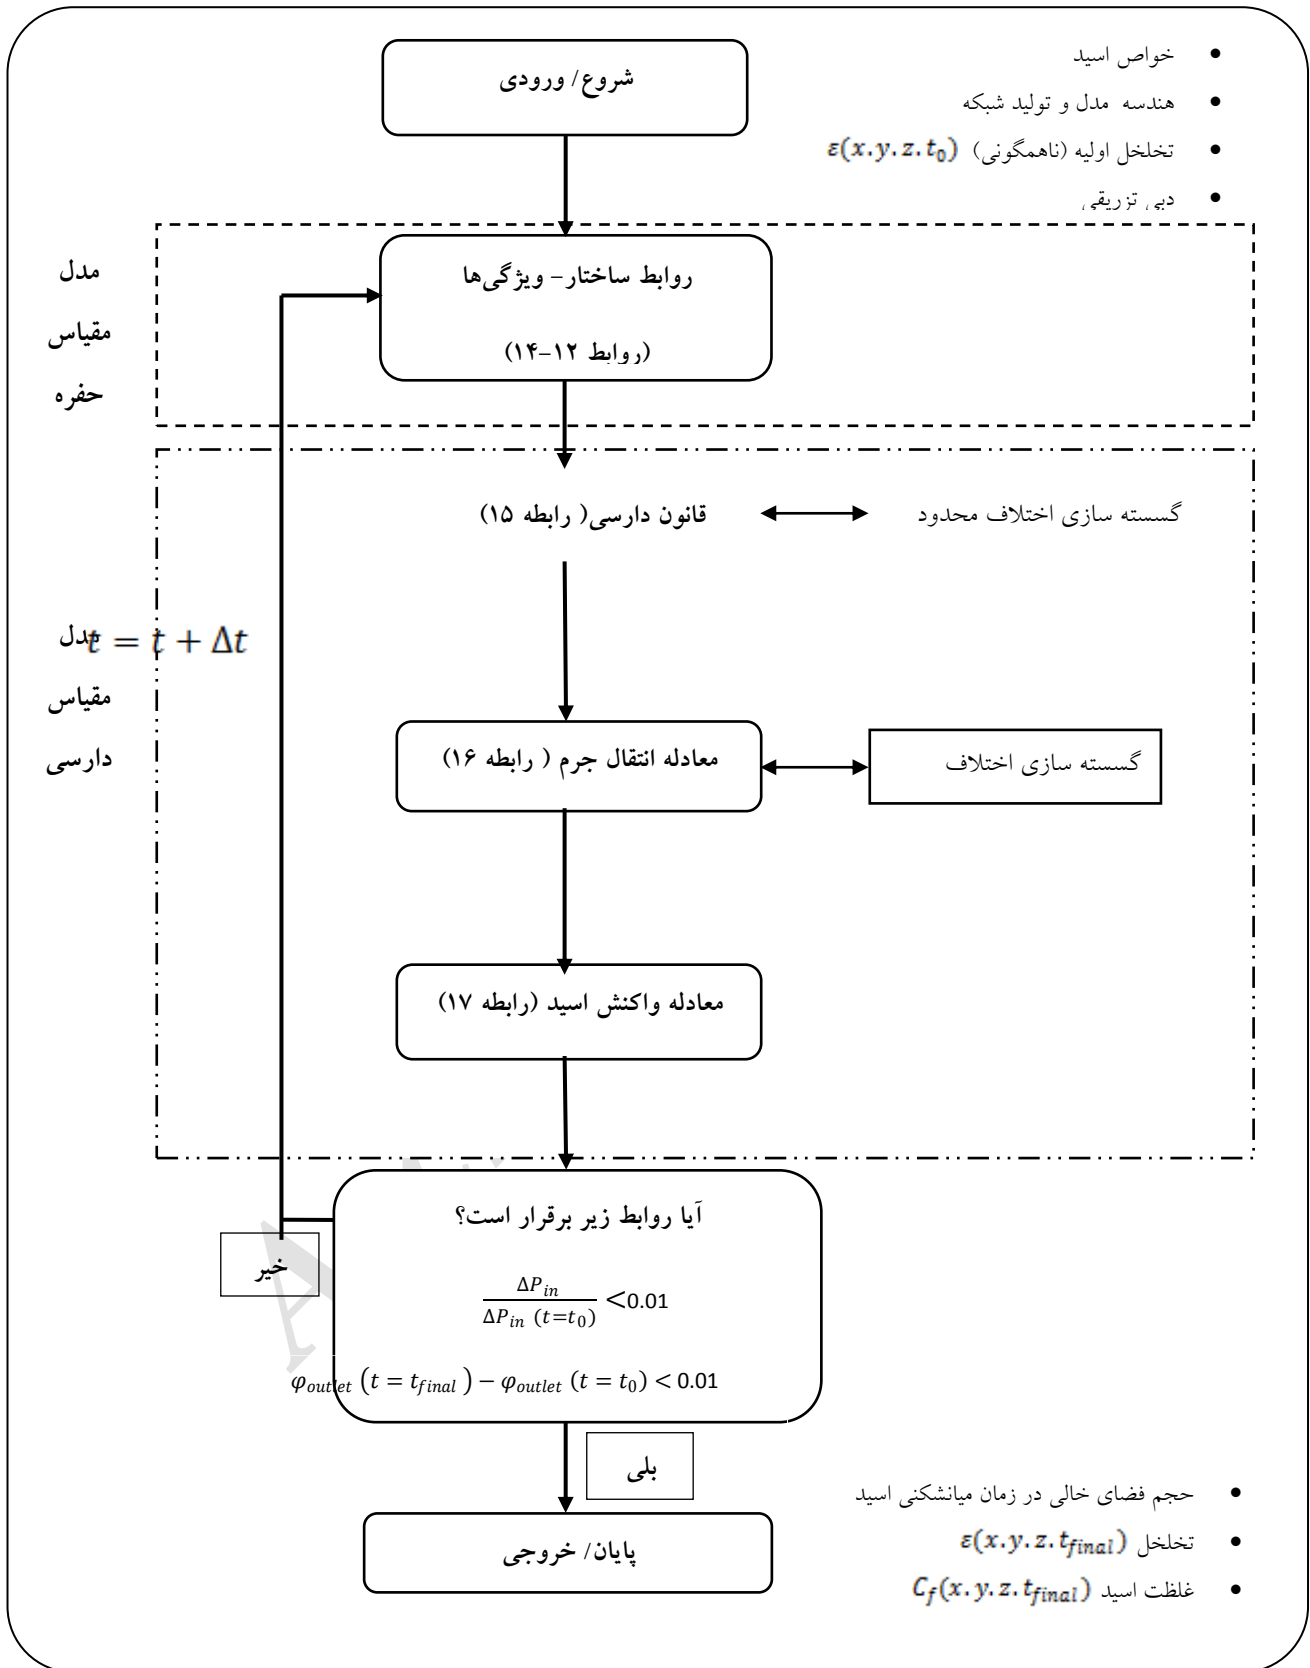 شروع/ ورودی
خواص اسید
هندسه مدل و تولید شبکه
تخلخل اولیه (ناهمگونی) ε(x.y.z.t₀)
دبی تزریقی
مدل
مقیاس
حفره
روابط ساختار- ویژگی‌ها
(روابط ۱۲-۱۴)
قانون دارسی( رابطه ۱۵)
گسسته سازی اختلاف محدود
مدل
مقیاس
دارسی
t = t + Δt
معادله انتقال جرم ( رابطه ۱۶)
گسسته سازی اختلاف
معادله واکنش اسید (رابطه ۱۷)
آیا روابط زیر برقرار است؟
ΔP_in / ΔP_in (t=t₀) <0.01
φ_outlet (t = t_final) − φ_outlet (t = t₀) < 0.01
خیر
بلی
پایان/ خروجی
حجم فضای خالی در زمان میانشکنی اسید
تخلخل ε(x.y.z.t_final)
غلظت اسید C_f(x.y.z.t_final)